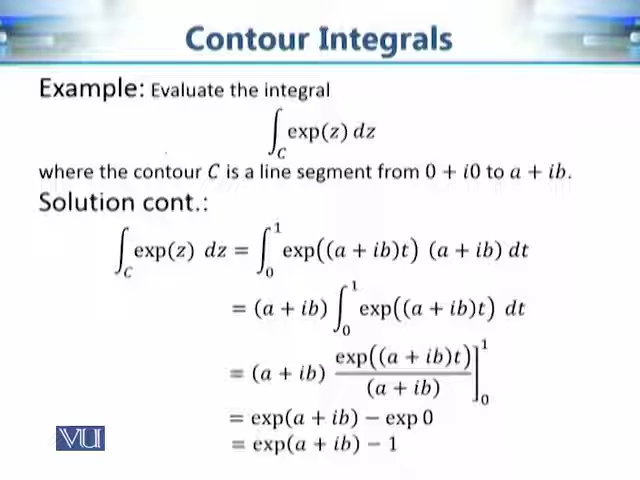 Contour Integrals
Example: Evaluate the integral
∫_C exp(z) dz
where the contour C is a line segment from 0 + i0 to a + ib.
Solution cont.:
∫_C exp(z) dz = ∫_0^1 exp((a + ib)t) (a + ib) dt
= (a + ib) ∫_0^1 exp((a + ib)t) dt
= (a + ib) exp((a + ib)t)/(a + ib) ]_0^1
= exp(a + ib) − exp 0
= exp(a + ib) − 1
VU